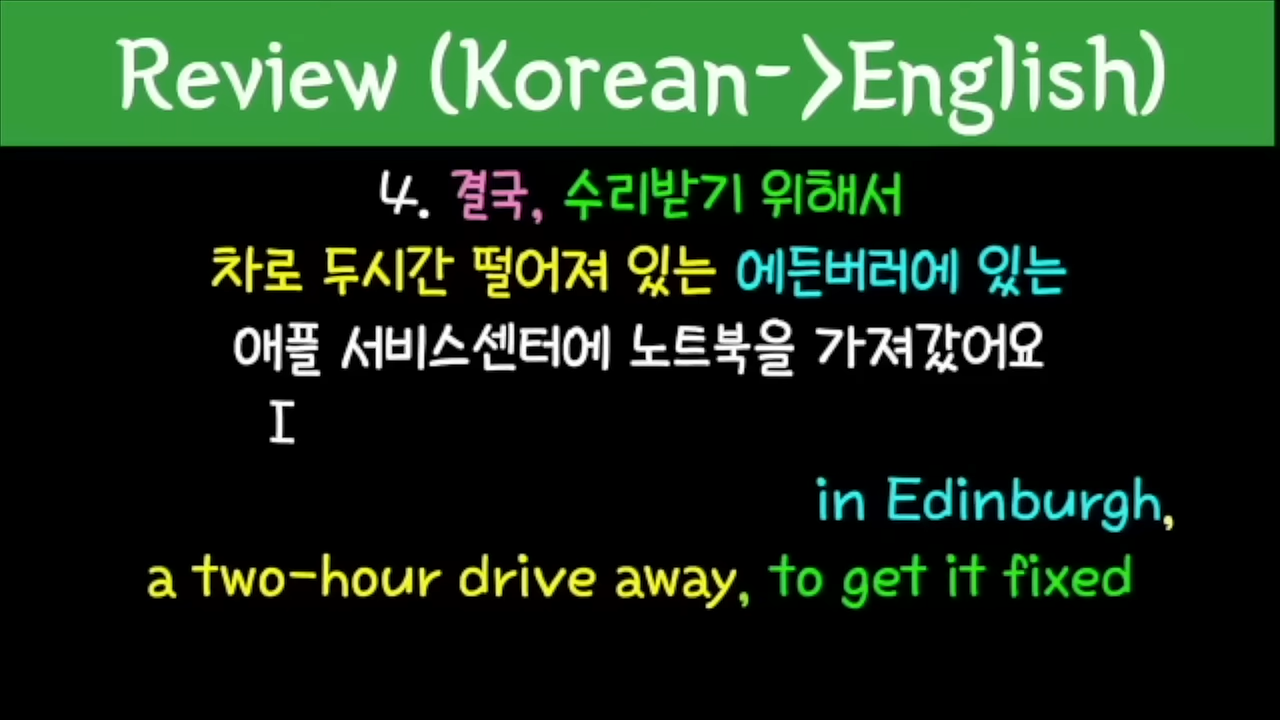 Review (Korean->English)
4. 결국, 수리받기 위해서
차로 두시간 떨어져 있는 에든버러에 있는
애플 서비스센터에 노트북을 가져갔어요
I
in Edinburgh,
a two-hour drive away, to get it fixed